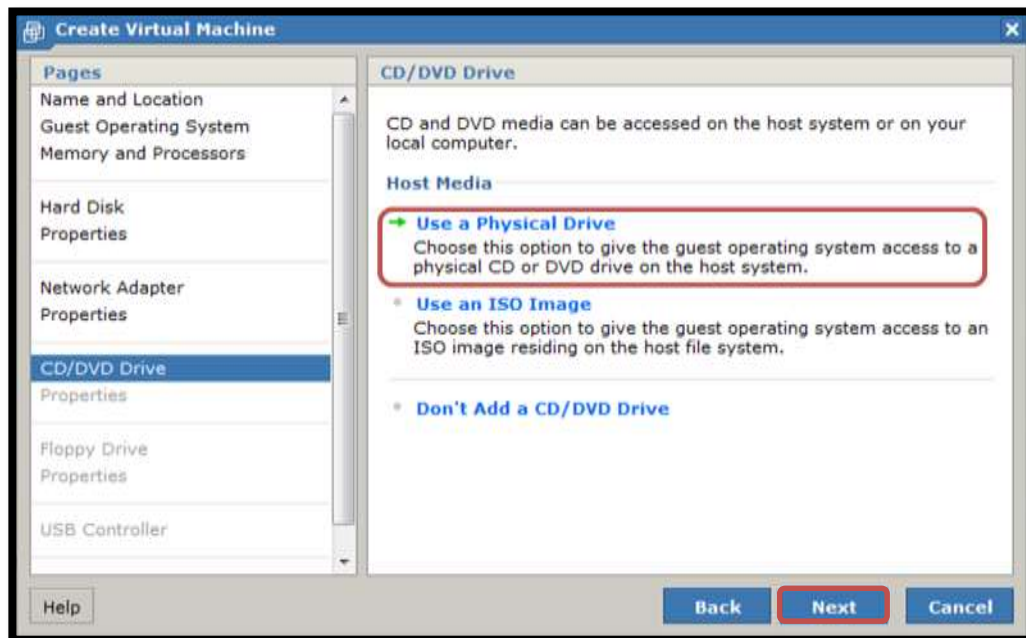 Create Virtual Machine
Pages
Name and Location
Guest Operating System
Memory and Processors
Hard Disk
Properties
Network Adapter
Properties
CD/DVD Drive
Properties
Floppy Drive
Properties
USB Controller
CD/DVD Drive
CD and DVD media can be accessed on the host system or on your
local computer.
Host Media
Use a Physical Drive
Choose this option to give the guest operating system access to a
physical CD or DVD drive on the host system.
Use an ISO Image
Choose this option to give the guest operating system access to an
ISO image residing on the host file system.
Don't Add a CD/DVD Drive
Help
Back
Next
Cancel